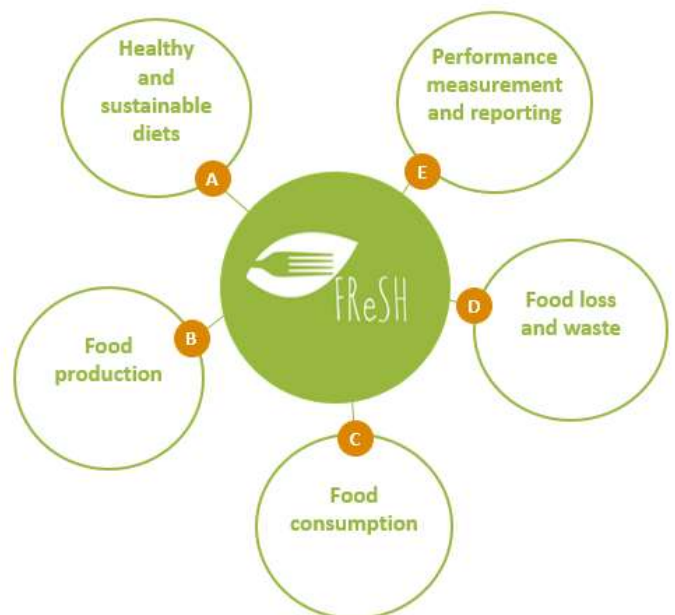 Healthy
and
sustainable
diets
A
Performance
measurement
and reporting
E
FReSH
Food
production
B
Food loss
and waste
D
C
Food
consumption